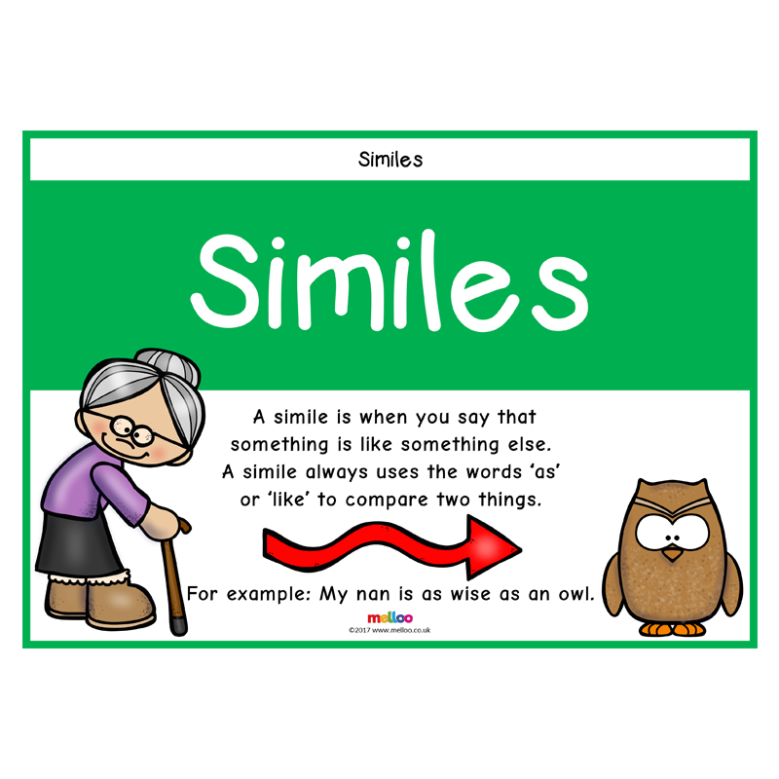 Similes
Similes
A simile is when you say that
something is like something else.
A simile always uses the words ‘as’
or ‘like’ to compare two things.
For example: My nan is as wise as an owl.
melloo
©2017 www.melloo.co.uk